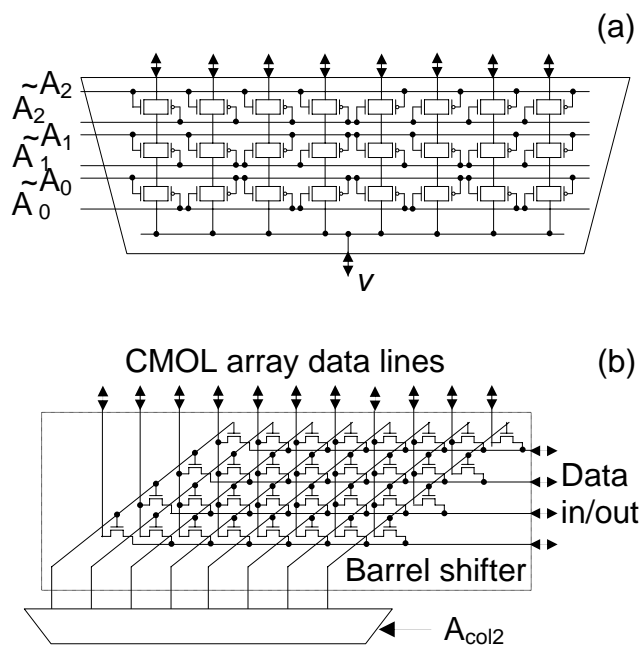 (a)
~A2
A2
~A1
A1
~A0
A0
v
CMOL array data lines
(b)
Data
in/out
Barrel shifter
Acol2